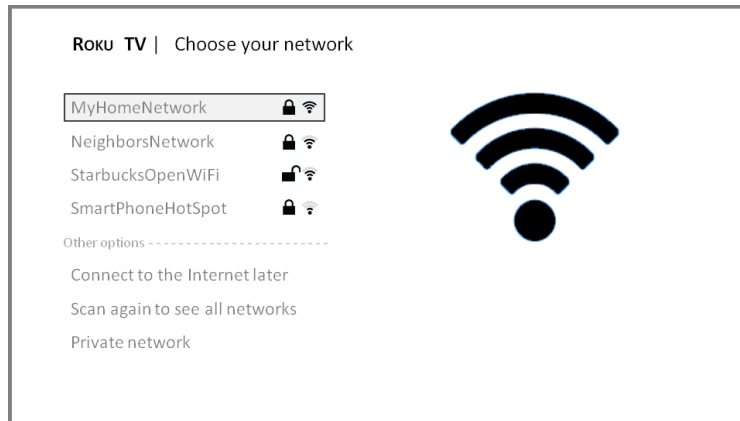 ROKU TV | Choose your network
MyHomeNetwork
NeighborsNetwork
StarbucksOpenWiFi
SmartPhoneHotSpot
Other options
Connect to the Internet later
Scan again to see all networks
Private network